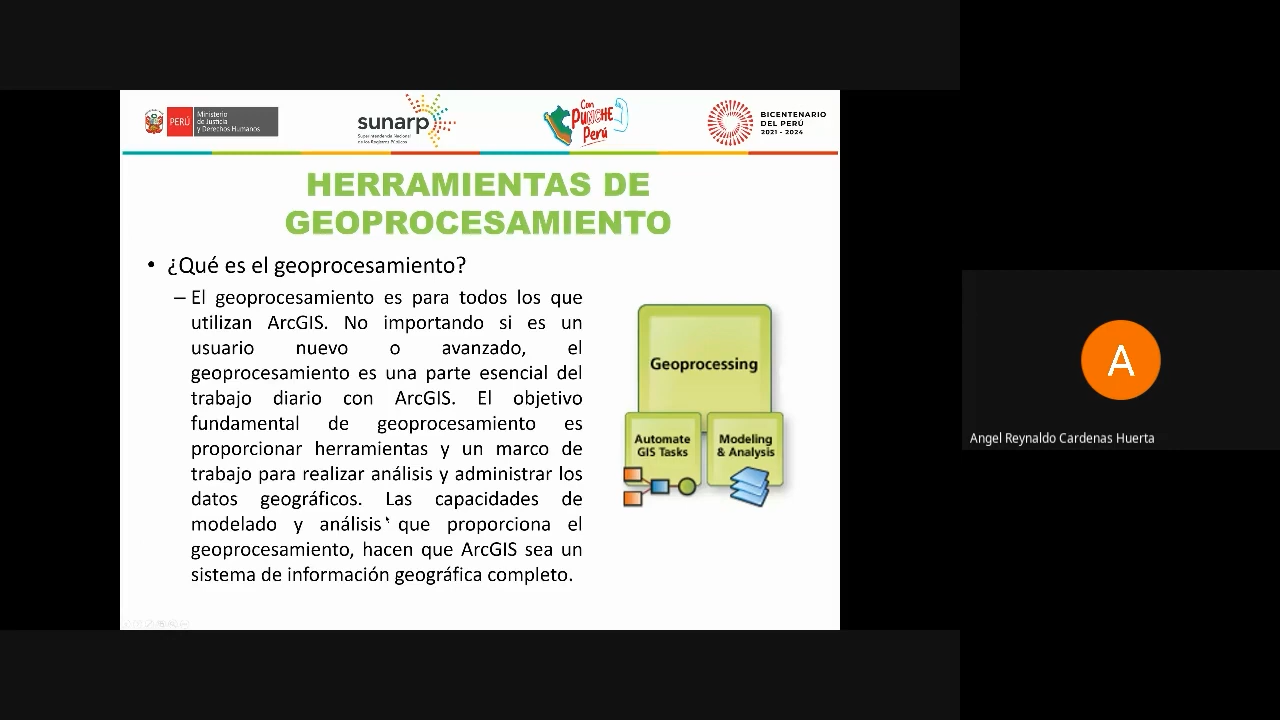 PERÚ
Ministerio
de Justicia
y Derechos Humanos
sunarp
Superintendencia Nacional
de los Registros Públicos
Con
PUNCHE
Perú
BICENTENARIO
DEL PERÚ
2021 - 2024
HERRAMIENTAS DE
GEOPROCESAMIENTO
• ¿Qué es el geoprocesamiento?
– El geoprocesamiento es para todos los que
utilizan ArcGIS. No importando si es un
usuario nuevo o avanzado, el
geoprocesamiento es una parte esencial del
trabajo diario con ArcGIS. El objetivo
fundamental de geoprocesamiento es
proporcionar herramientas y un marco de
trabajo para realizar análisis y administrar los
datos geográficos. Las capacidades de
modelado y análisis que proporciona el
geoprocesamiento, hacen que ArcGIS sea un
sistema de información geográfica completo.
Geoprocessing
Automate
GIS Tasks
Modeling
& Analysis
A
Angel Reynaldo Cardenas Huerta